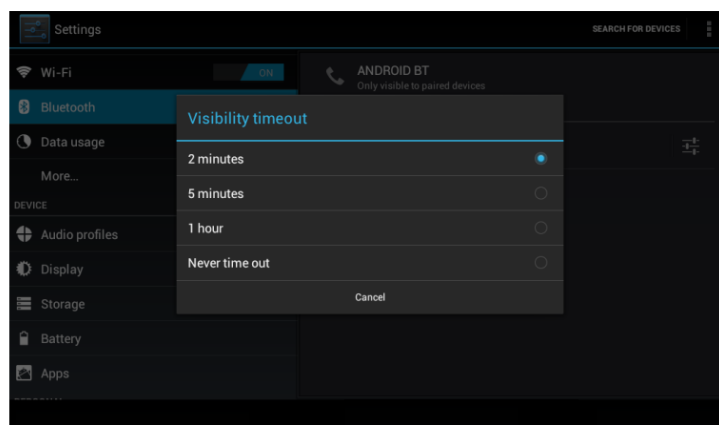 Settings
SEARCH FOR DEVICES
Wi-Fi
ON
ANDROID BT
Only visible to paired devices
Bluetooth
Visibility timeout
Data usage
2 minutes
More...
5 minutes
DEVICE
1 hour
Audio profiles
Never time out
Display
Cancel
Storage
Battery
Apps